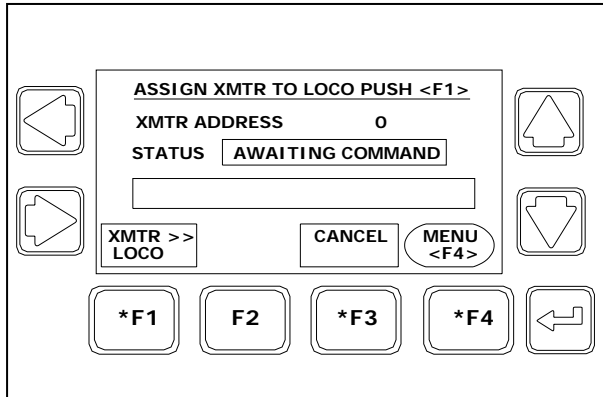 ASSIGN XMTR TO LOCO PUSH <F1>
XMTR ADDRESS 0
STATUS AWAITING COMMAND
XMTR >> CANCEL MENU
LOCO <F4>
*F1 F2 *F3 *F4